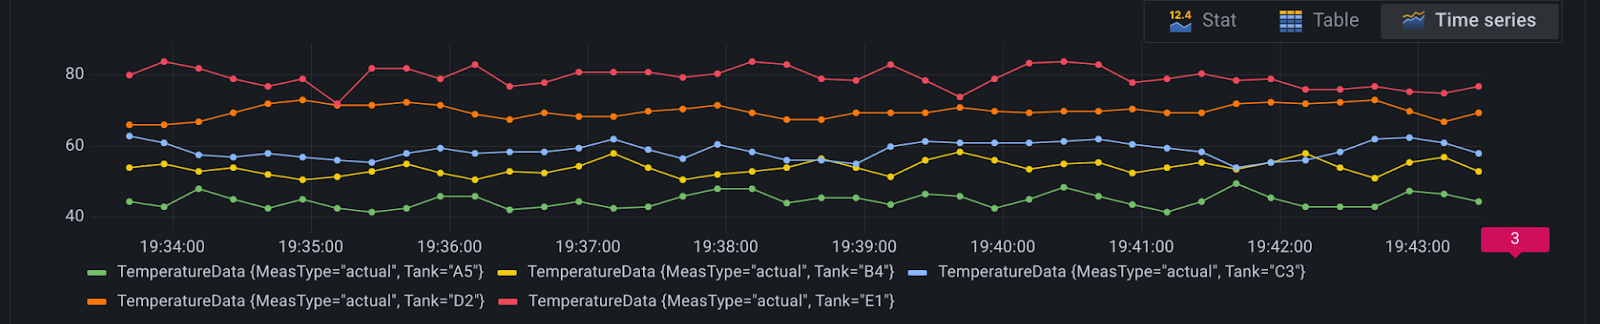 12.4 Stat Table Time series
80
60
40
19:34:00 19:35:00 19:36:00 19:37:00 19:38:00 19:39:00 19:40:00 19:41:00 19:42:00 19:43:00 3
TemperatureData {MeasType="actual", Tank="A5"} TemperatureData {MeasType="actual", Tank="B4"} TemperatureData {MeasType="actual", Tank="C3"}
TemperatureData {MeasType="actual", Tank="D2"} TemperatureData {MeasType="actual", Tank="E1"}